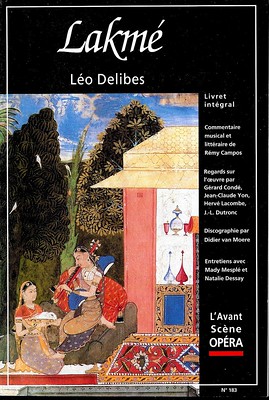 Lakmé
Léo Delibes
Livret
intégral
Commentaire
musical et
littéraire de
Rémy Campos
Regards sur
l'œuvre par
Gérard Condé,
Jean-Claude Yon,
Hervé Lacombe,
J.-L. Dutronc
Discographie par
Didier van Moere
Entretiens avec
Mady Mesplé et
Natalie Dessay
L'Avant
Scène
OPÉRA
N° 183